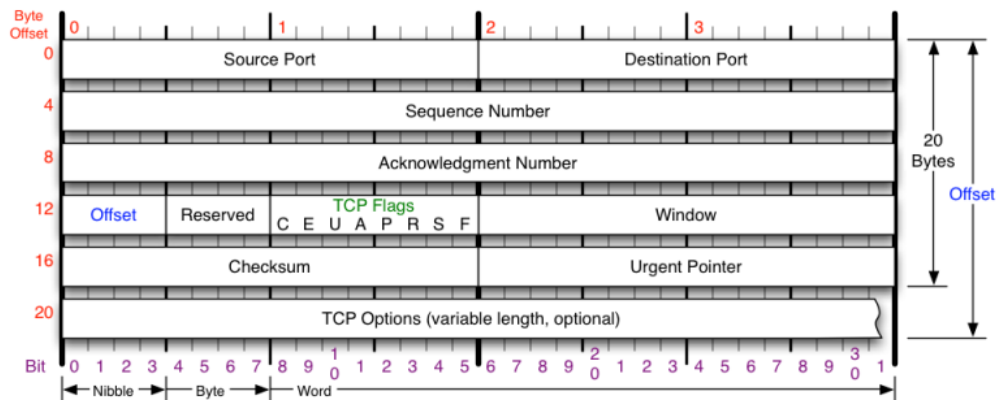 Byte
Offset
0 1 2 3
0 Source Port Destination Port
4 Sequence Number
8 Acknowledgment Number
20
Bytes
Offset
12 Offset Reserved TCP Flags Window
C E U A P R S F
16 Checksum Urgent Pointer
20 TCP Options (variable length, optional)
Bit 0 1 2 3 4 5 6 7 8 9 1 1 2 3 4 5 6 7 8 9 2 1 2 3 4 5 6 7 8 9 3 1
0 0 0
Nibble Byte Word